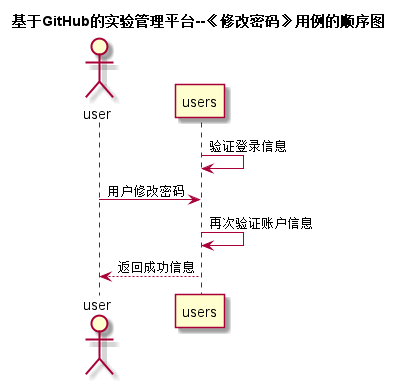 基于GitHub的实验管理平台--《修改密码》用例的顺序图
user
users
验证登录信息
用户修改密码
再次验证账户信息
返回成功信息
user
users